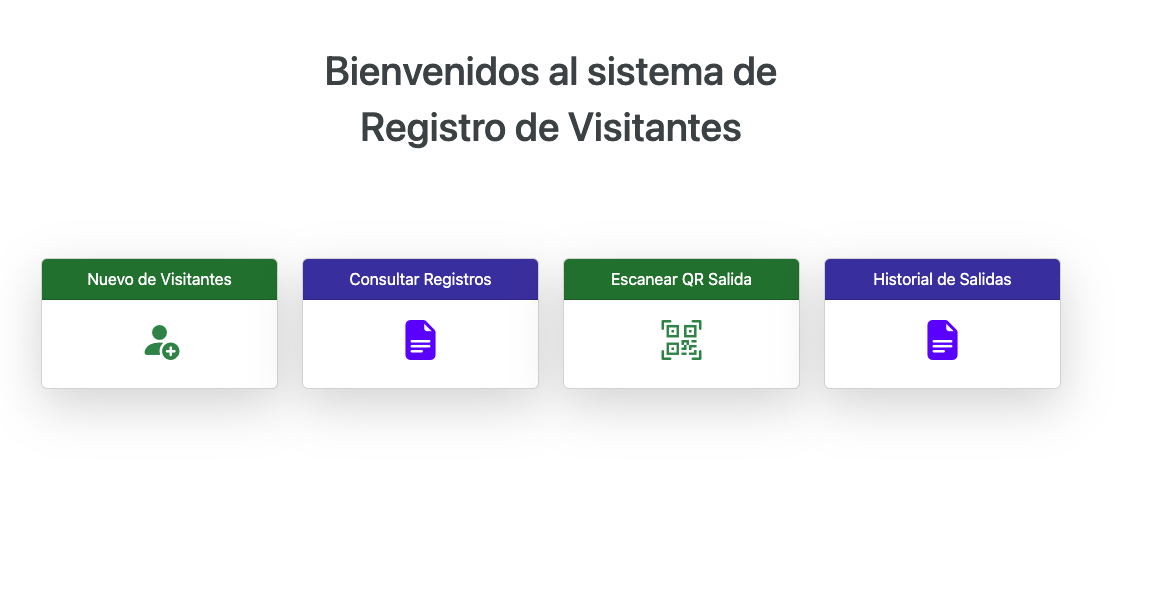 Bienvenidos al sistema de
Registro de Visitantes
Nuevo de Visitantes
Consultar Registros
Escanear QR Salida
Historial de Salidas